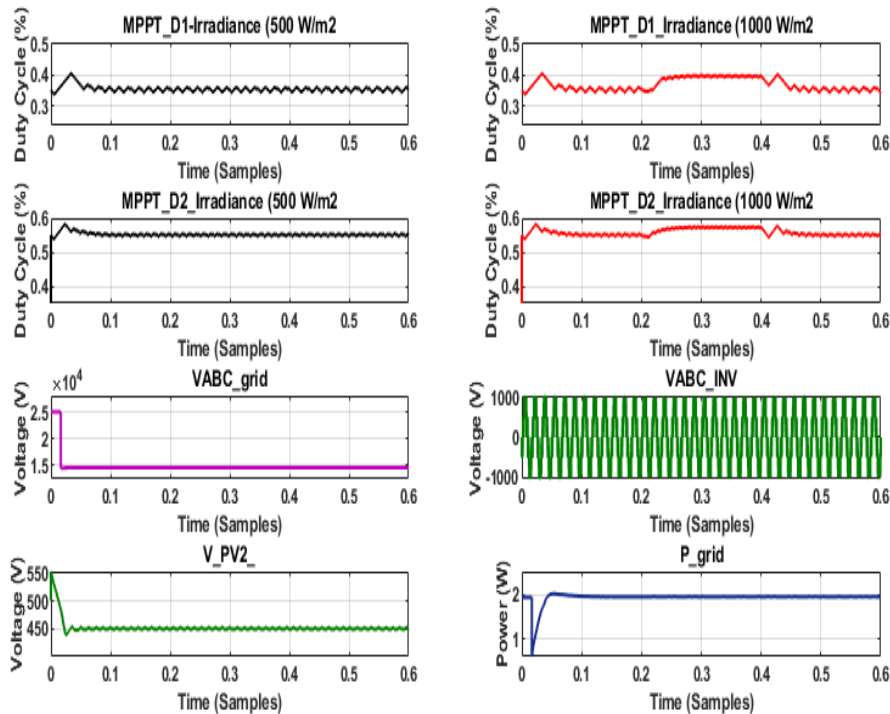 MPPT_D1-Irradiance (500 W/m2
Duty Cycle (%)
0.5
0.4
0.3
0 0.1 0.2 0.3 0.4 0.5 0.6
Time (Samples)
MPPT_D1_Irradiance (1000 W/m2
Duty Cycle (%)
0.5
0.4
0.3
0 0.1 0.2 0.3 0.4 0.5 0.6
Time (Samples)
MPPT_D2_Irradiance (500 W/m2
Duty Cycle (%)
0.6
0.5
0.4
0 0.1 0.2 0.3 0.4 0.5 0.6
Time (Samples)
MPPT_D2_Irradiance (1000 W/m2
Duty Cycle (%)
0.6
0.5
0.4
0 0.1 0.2 0.3 0.4 0.5 0.6
Time (Samples)
VABC_grid
×10^4
Voltage (V)
2.5
2
1.5
0 0.1 0.2 0.3 0.4 0.5 0.6
Time (Samples)
VABC_INV
Voltage (V)
1000
0
-1000
0 0.1 0.2 0.3 0.4 0.5 0.6
Time (Samples)
V_PV2_
Voltage (V)
550
500
450
0 0.1 0.2 0.3 0.4 0.5 0.6
Time (Samples)
P_grid
Power (W)
2
1
0 0.1 0.2 0.3 0.4 0.5 0.6
Time (Samples)